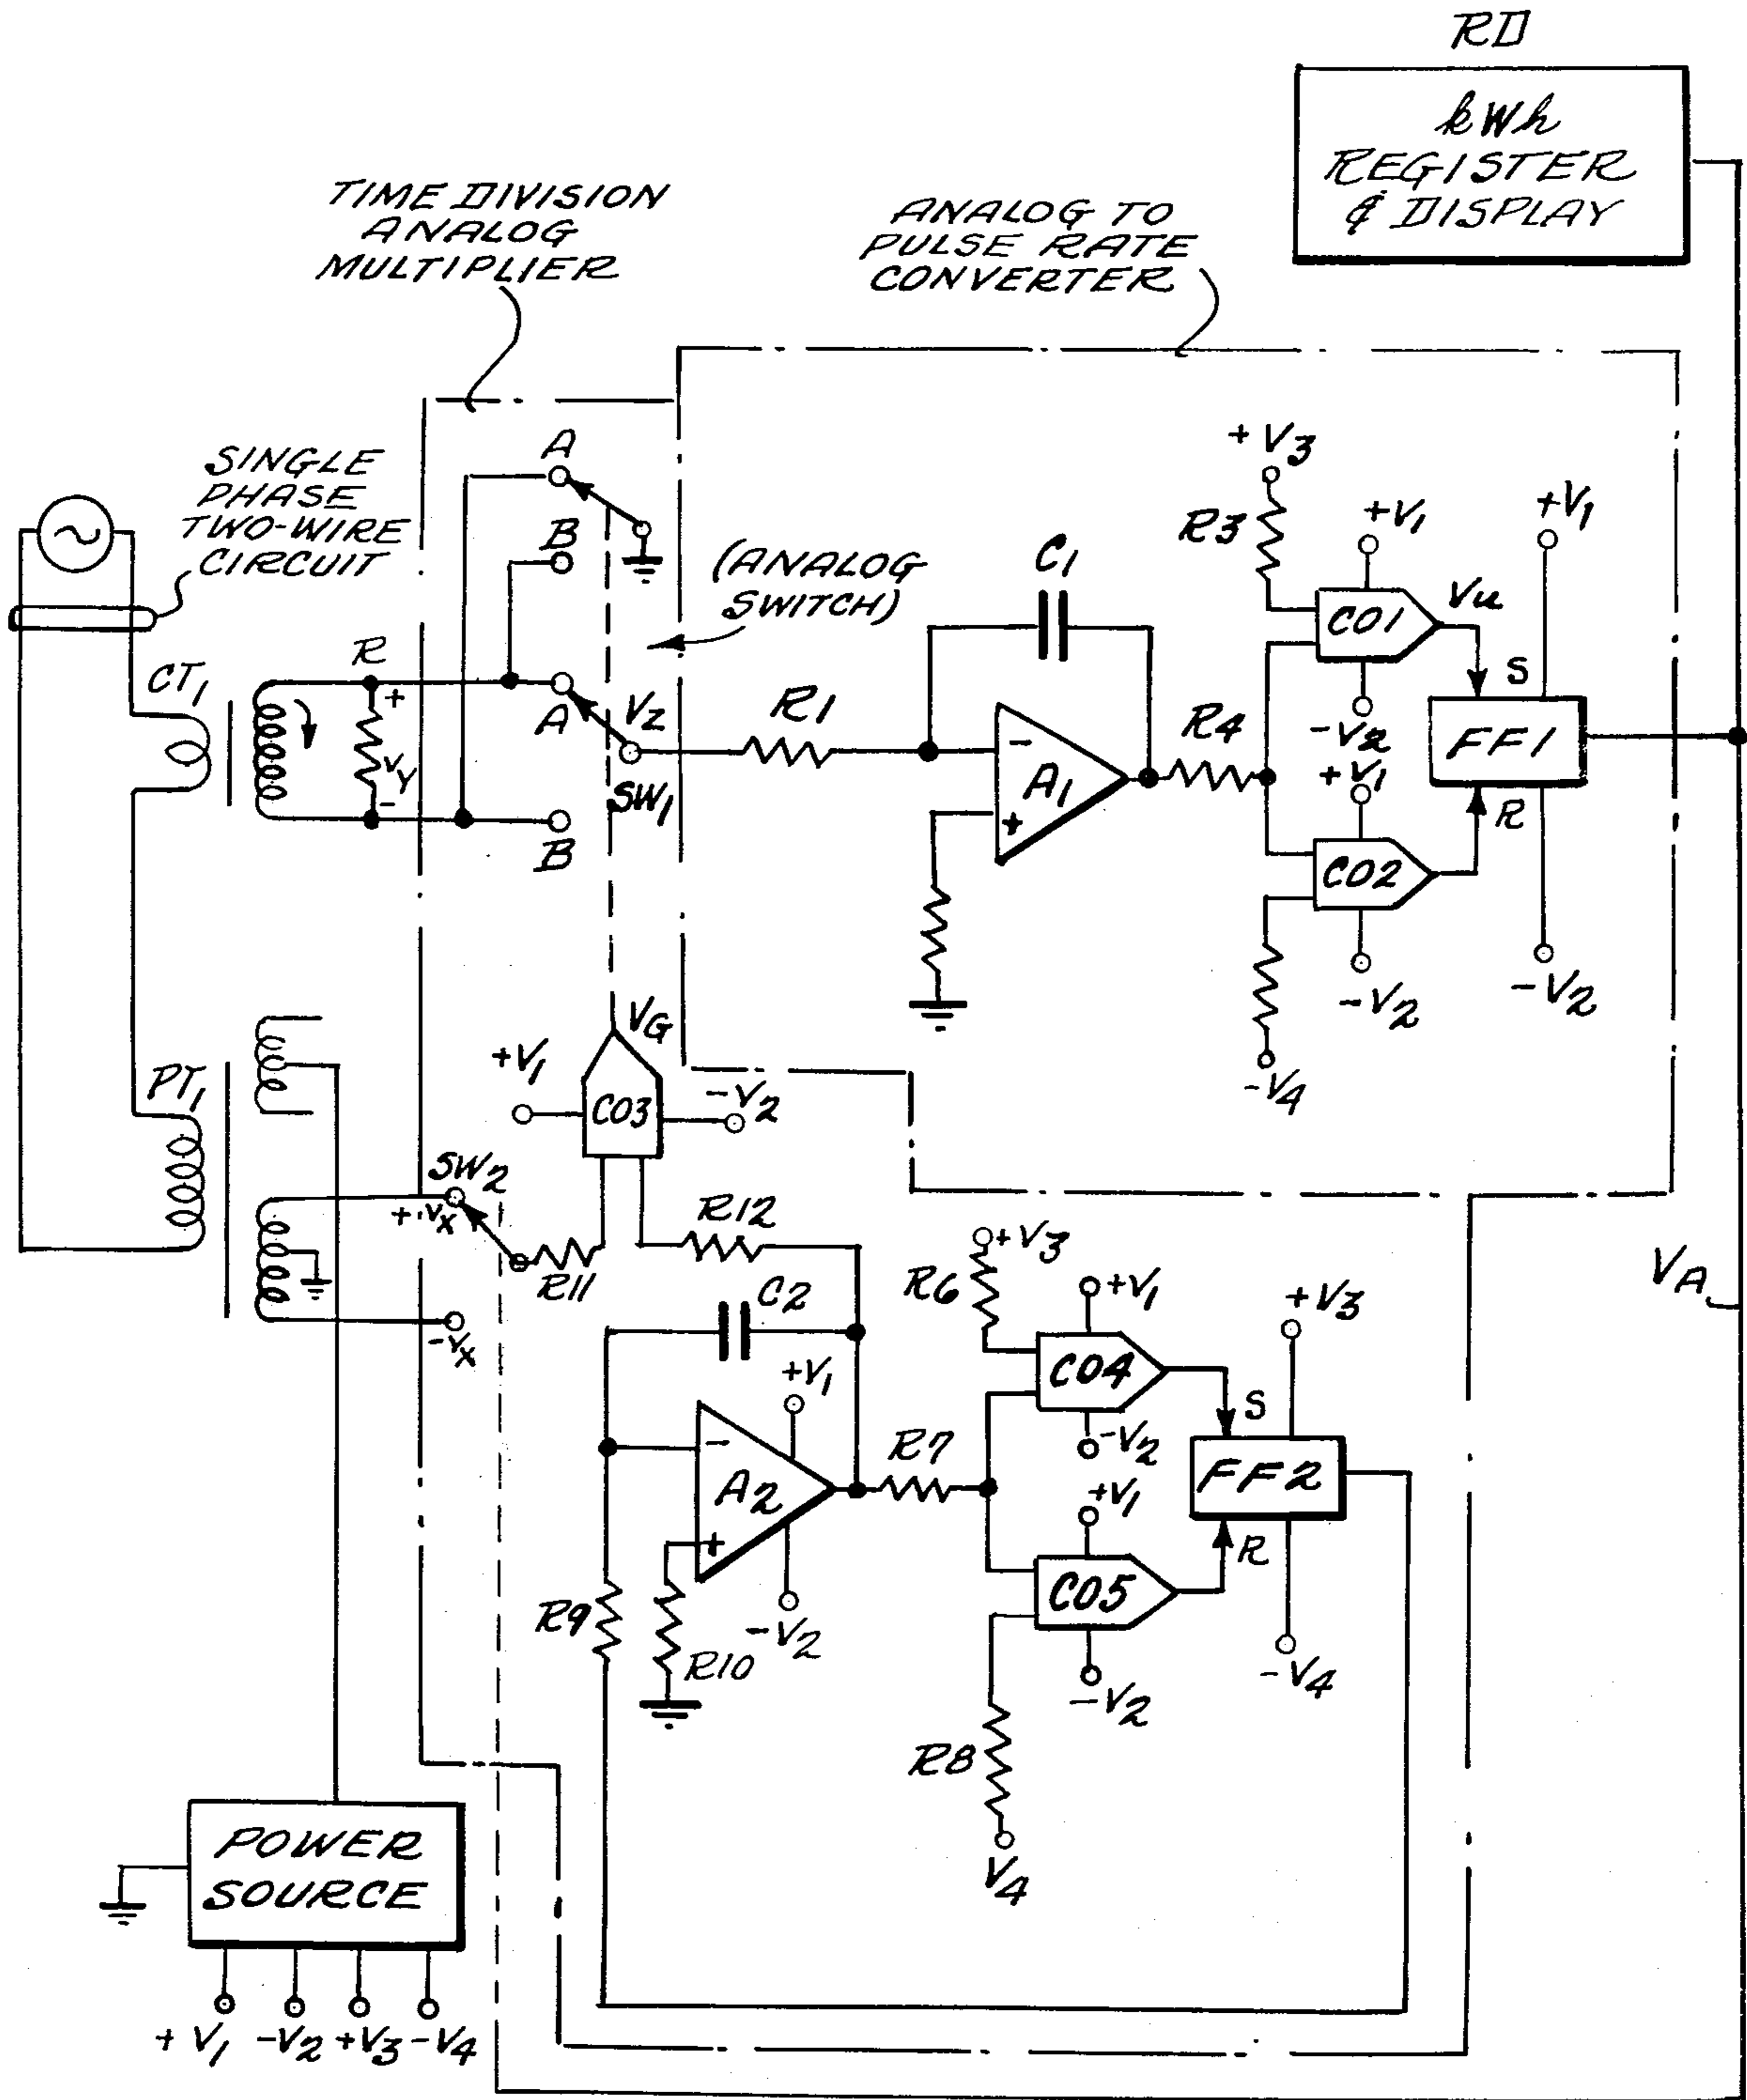 RD
kWh
REGISTER
& DISPLAY
TIME DIVISION
ANALOG
MULTIPLIER
ANALOG TO
PULSE RATE
CONVERTER
SINGLE
PHASE
TWO-WIRE
CIRCUIT
A
B
(ANALOG
SWITCH)
C1
+V3
R3
+V1
+V1
CO1
Vu
S
-V2
CT1
R
+
VY
-
A
VZ
SW1
B
R1
-
A1
+
R4
FF1
+V1
R
CO2
-V2
-V2
-V4
VG
+V1
CO3
-V2
PT1
SW2
+VX
-VX
R11
R12
C2
+V1
-
A2
+
-V2
R9
R10
R7
+V3
R6
+V1
CO4
-V2
S
+V3
FF2
+V1
CO5
R
-V2
-V4
R8
V4
VA
POWER
SOURCE
+V1 -V2 +V3 -V4